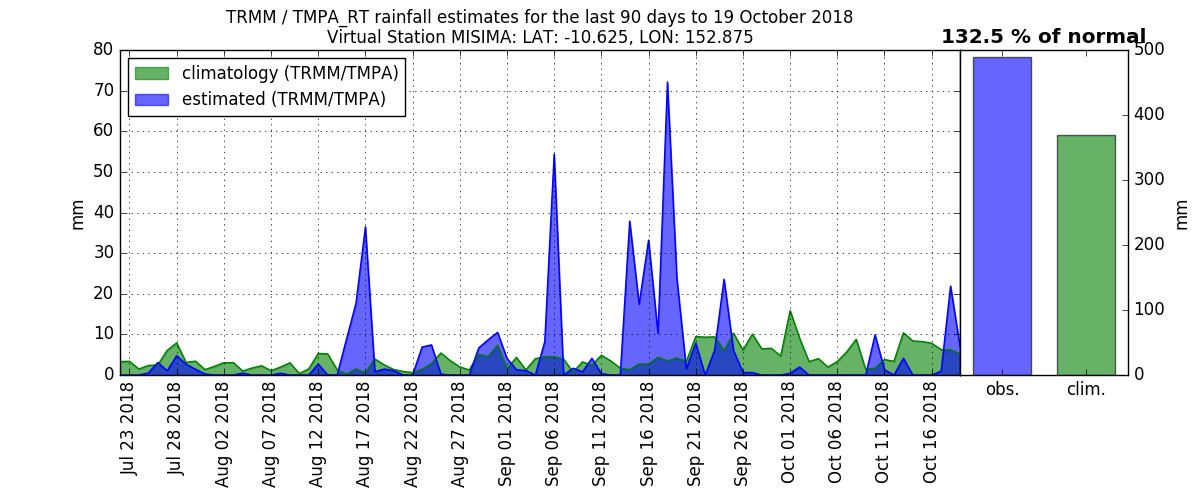 TRMM / TMPA_RT rainfall estimates for the last 90 days to 19 October 2018
Virtual Station MISIMA: LAT: -10.625, LON: 152.875
132.5 % of normal
climatology (TRMM/TMPA)
estimated (TRMM/TMPA)
80
70
60
50
40
30
20
10
0
mm
Jul 23 2018
Jul 28 2018
Aug 02 2018
Aug 07 2018
Aug 12 2018
Aug 17 2018
Aug 22 2018
Aug 27 2018
Sep 01 2018
Sep 06 2018
Sep 11 2018
Sep 16 2018
Sep 21 2018
Sep 26 2018
Oct 01 2018
Oct 06 2018
Oct 11 2018
Oct 16 2018
obs.
clim.
500
400
300
200
100
0
mm